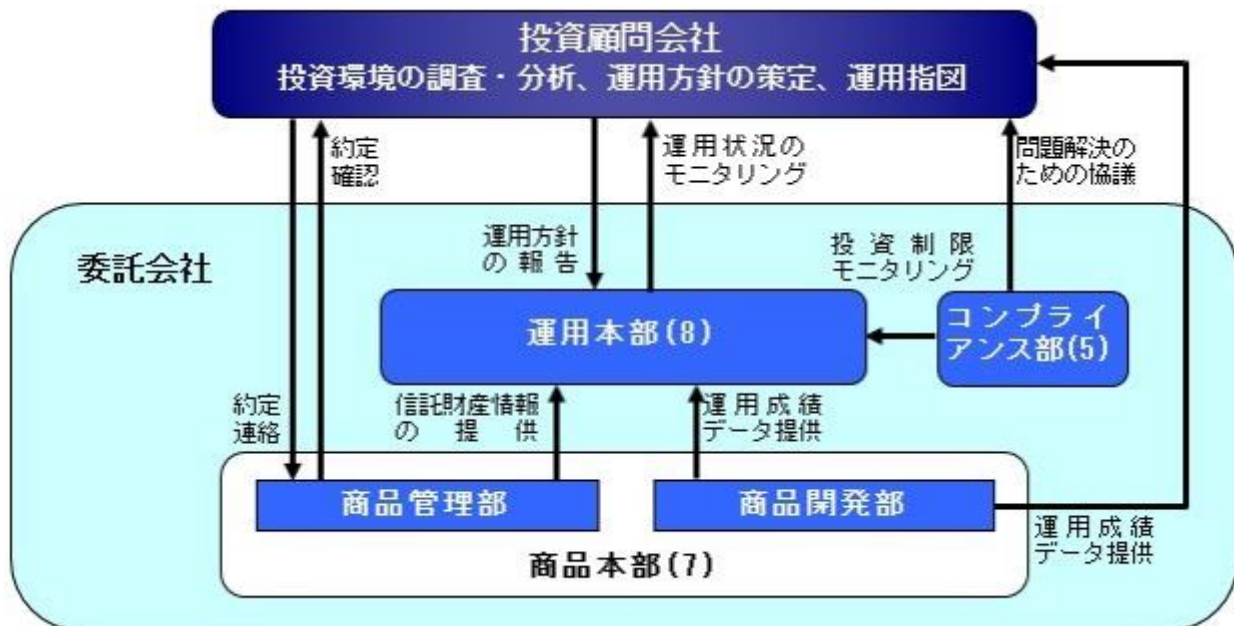 投資顧問会社
投資環境の調査・分析、運用方針の策定、運用指図
約定
確認
運用状況の
モニタリング
問題解決の
ための協議
委託会社
運用方針
の報告
投資制限
モニタリング
運用本部(8)
コンプライ
アンス部(5)
約定
連絡
信託財産情報
の提供
運用成績
データ提供
商品管理部
商品開発部
運用成績
データ提供
商品本部(7)